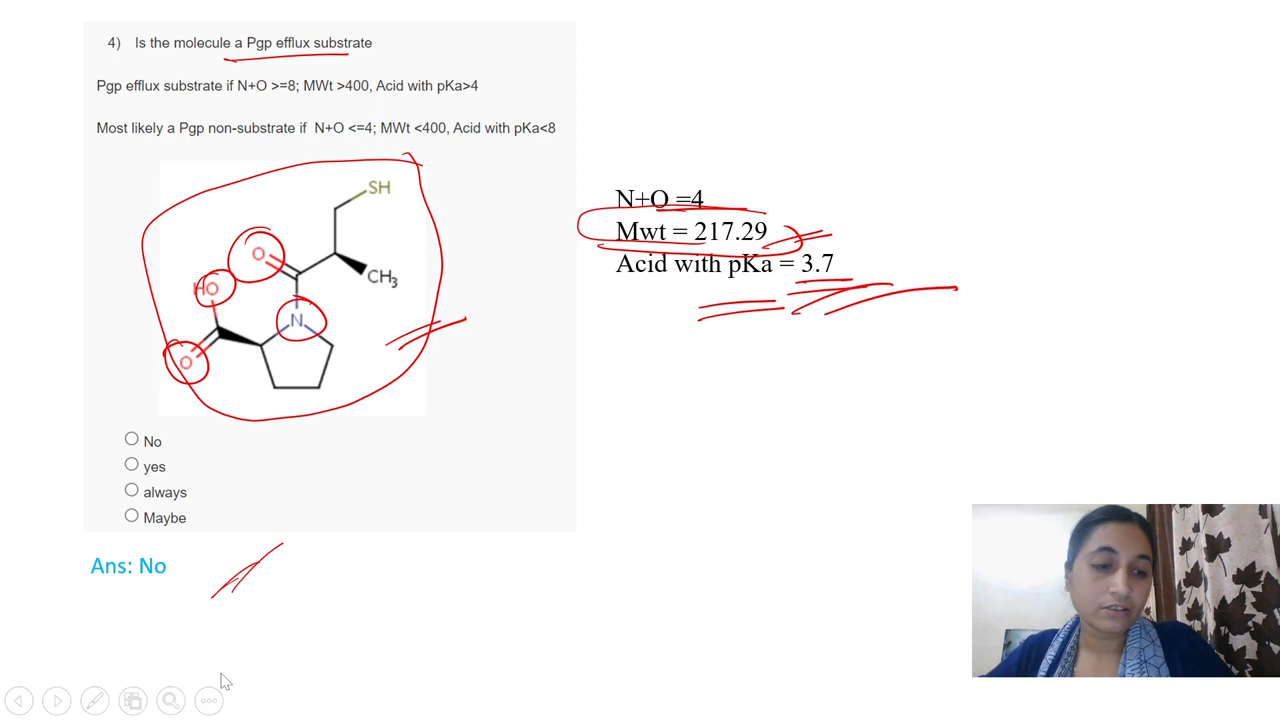 4) Is the molecule a Pgp efflux substrate
Pgp efflux substrate if N+O >=8; MWt >400, Acid with pKa>4
Most likely a Pgp non-substrate if N+O <=4; MWt <400, Acid with pKa<8
SH
O
CH3
HO
N
O
N+O =4
Mwt = 217.29
Acid with pKa = 3.7
No
yes
always
Maybe
Ans: No